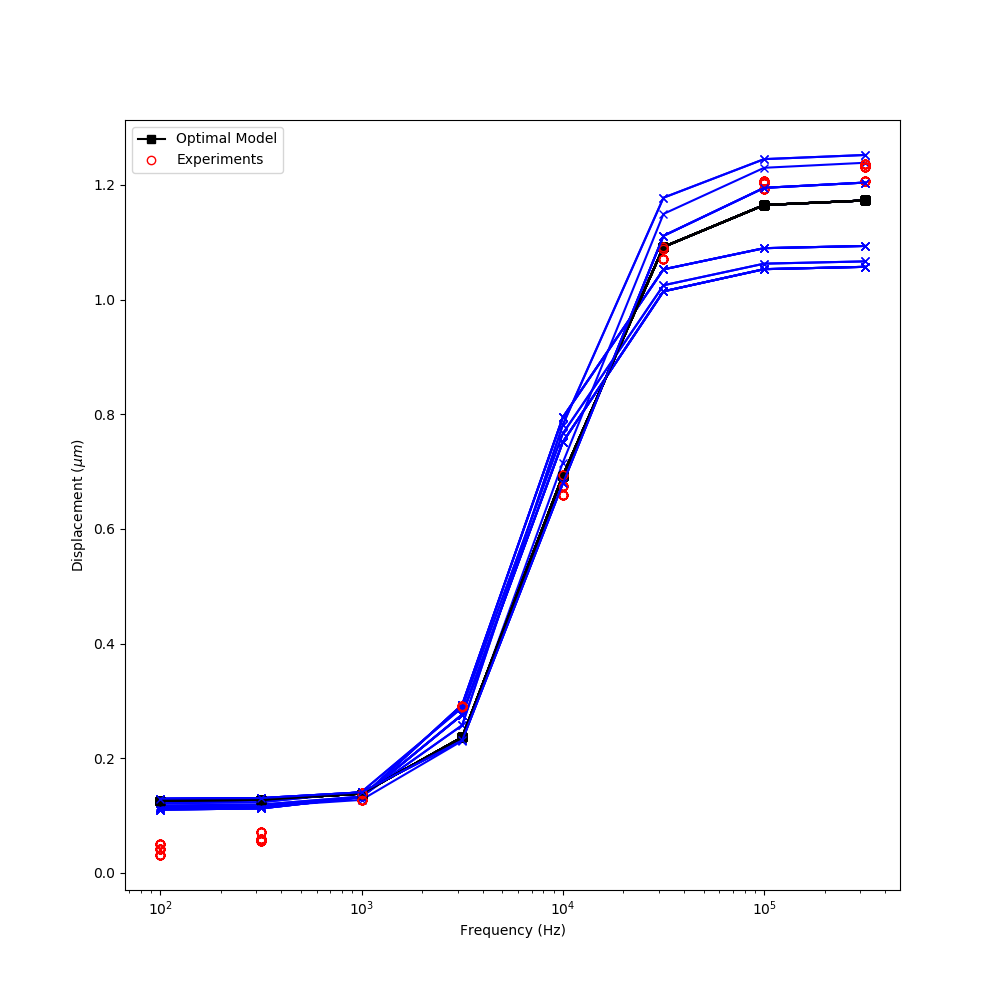 Optimal Model
Experiments
1.2
1.0
0.8
0.6
0.4
0.2
0.0
Displacement (μm)
10²
10³
10⁴
10⁵
Frequency (Hz)